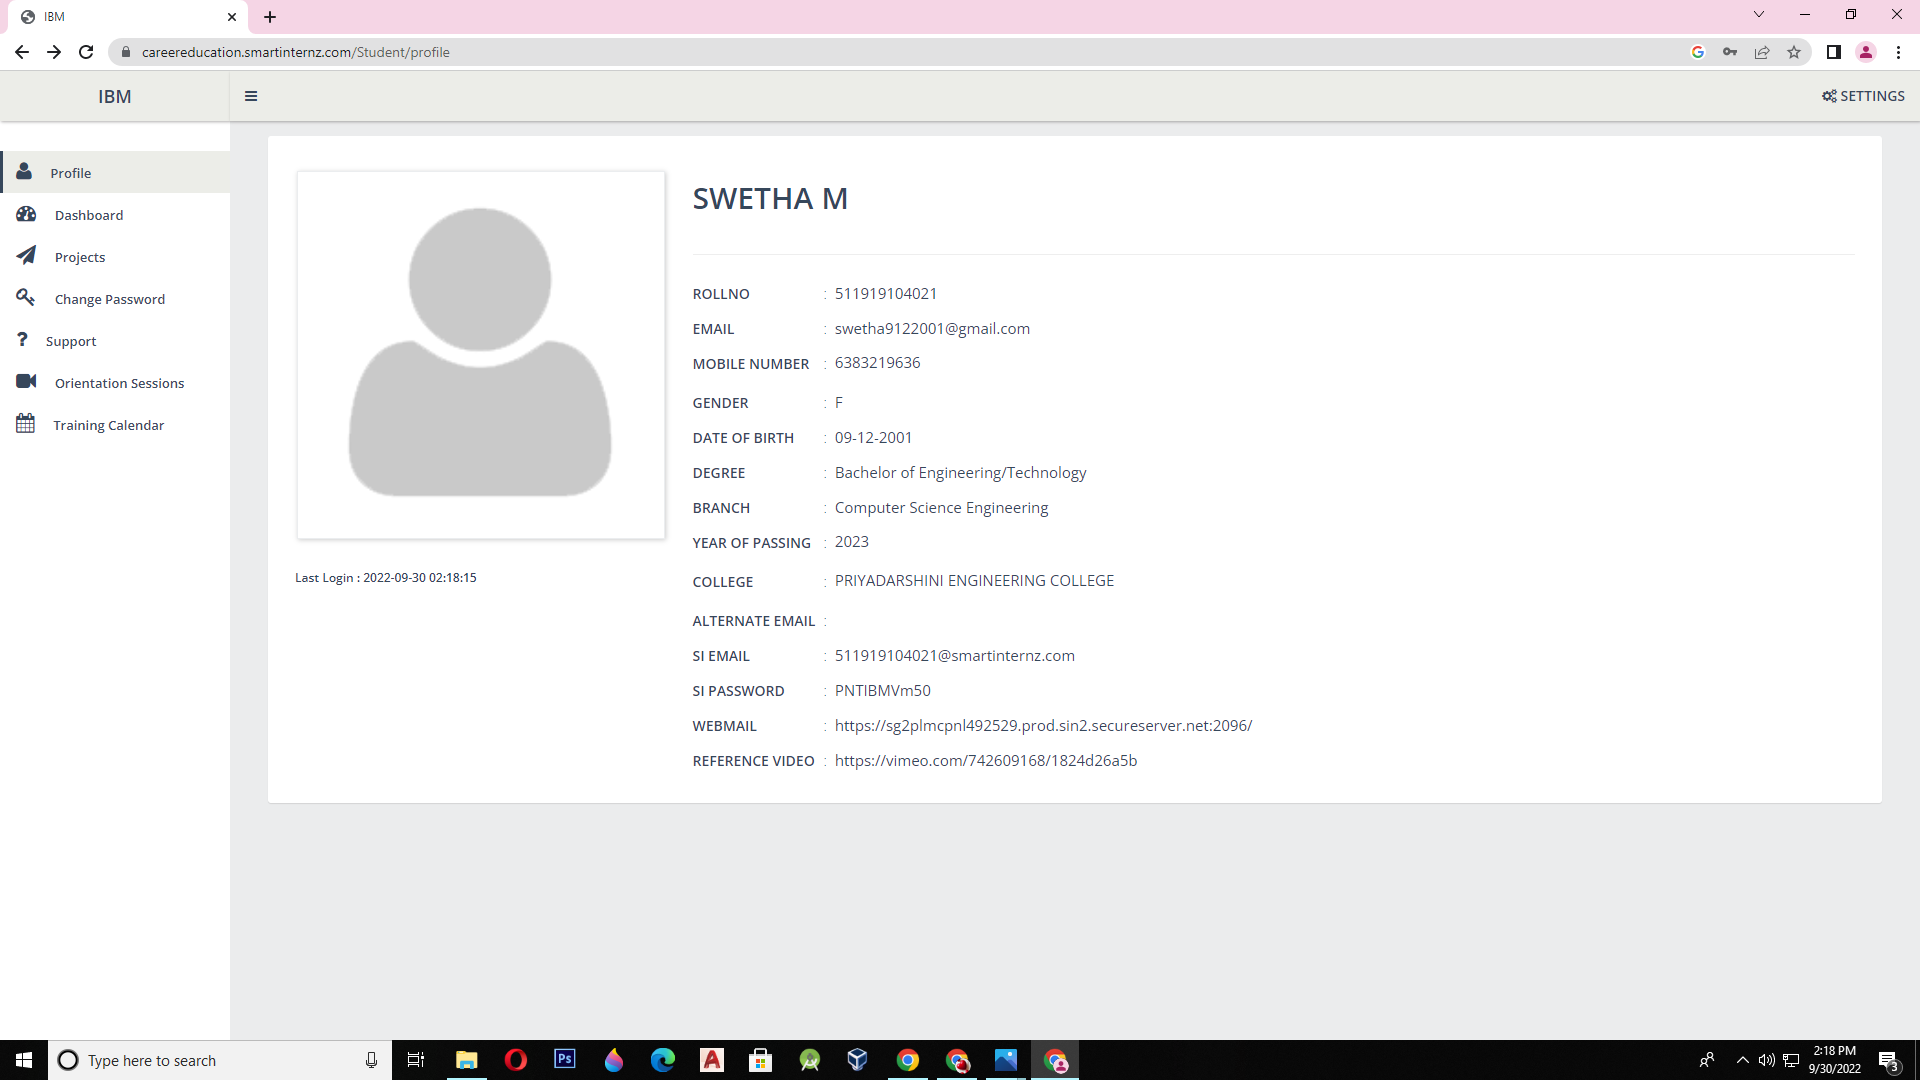 IBM
careereducation.smartinternz.com/Student/profile
IBM
SETTINGS
Profile
Dashboard
Projects
Change Password
? Support
Orientation Sessions
Training Calendar
Last Login : 2022-09-30 02:18:15
SWETHA M
ROLLNO : 511919104021
EMAIL : swetha9122001@gmail.com
MOBILE NUMBER : 6383219636
GENDER : F
DATE OF BIRTH : 09-12-2001
DEGREE : Bachelor of Engineering/Technology
BRANCH : Computer Science Engineering
YEAR OF PASSING : 2023
COLLEGE : PRIYADARSHINI ENGINEERING COLLEGE
ALTERNATE EMAIL :
SI EMAIL : 511919104021@smartinternz.com
SI PASSWORD : PNTIBMVm50
WEBMAIL : https://sg2plmcpnl492529.prod.sin2.secureserver.net:2096/
REFERENCE VIDEO : https://vimeo.com/742609168/1824d26a5b
Type here to search
Ps
2:18 PM
9/30/2022
3